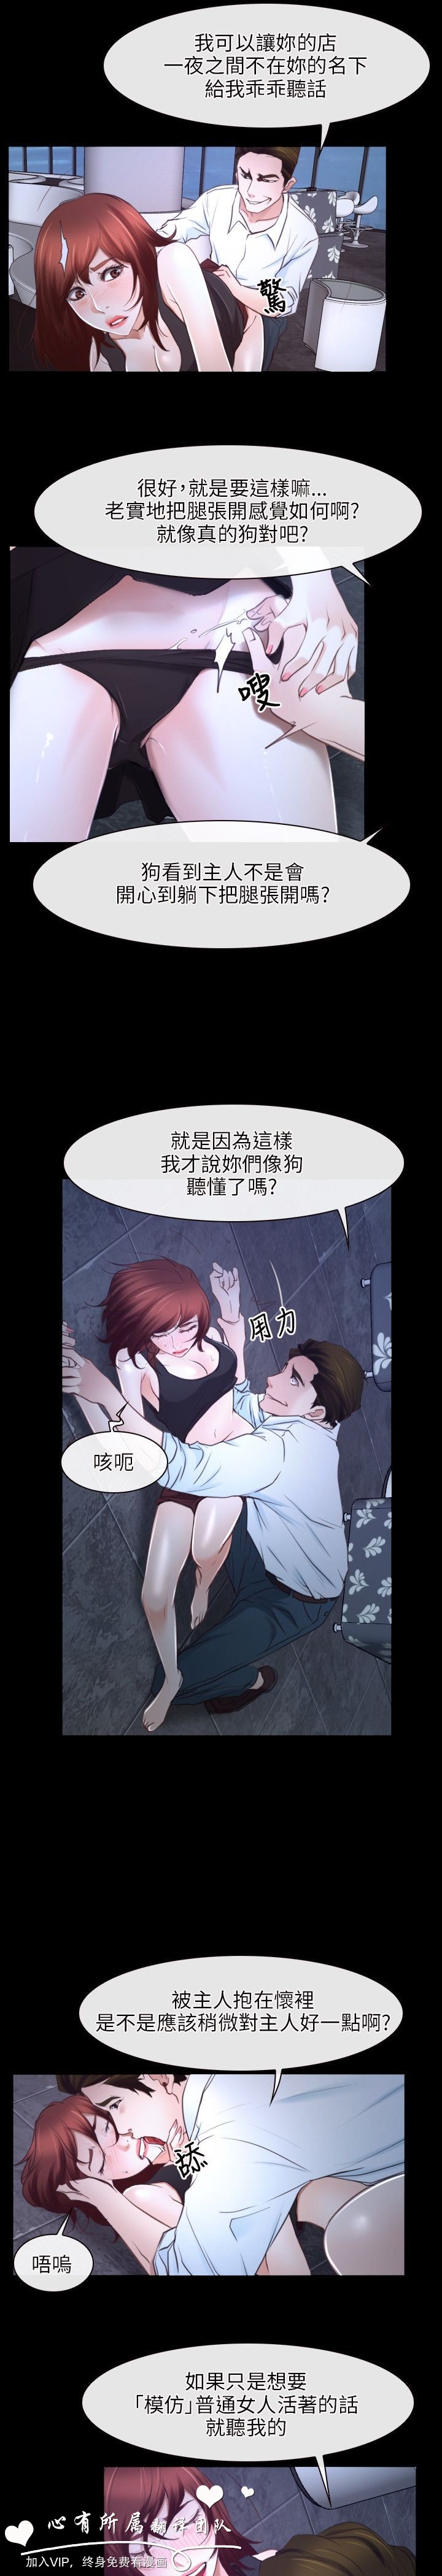 我可以讓妳的店
一夜之間不在妳的名下
給我乖乖聽話
驚
很好,就是要這樣嘛...
老實地把腿張開感覺如何啊?
就像真的狗對吧?
嗖
狗看到主人不是會
開心到躺下把腿張開嗎?
就是因為這樣
我才說妳們像狗
聽懂了嗎?
用力
咳呃
被主人抱在懷裡
是不是應該稍微對主人好一點啊?
舔
唔嗚
如果只是想要
「模仿」普通女人活著的話
就聽我的
心有所属翻译团队
加入VIP，终身免费看漫画